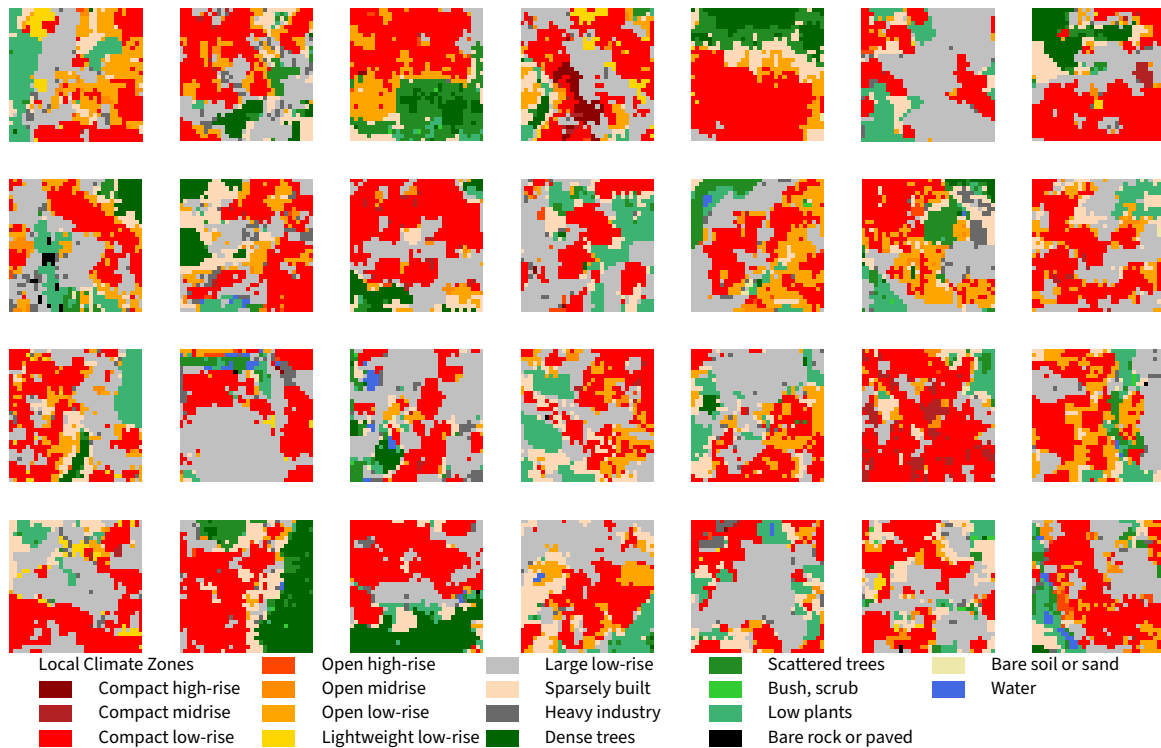 Local Climate Zones
Compact high-rise
Compact midrise
Compact low-rise
Open high-rise
Open midrise
Open low-rise
Lightweight low-rise
Large low-rise
Sparsely built
Heavy industry
Dense trees
Scattered trees
Bush, scrub
Low plants
Bare rock or paved
Bare soil or sand
Water